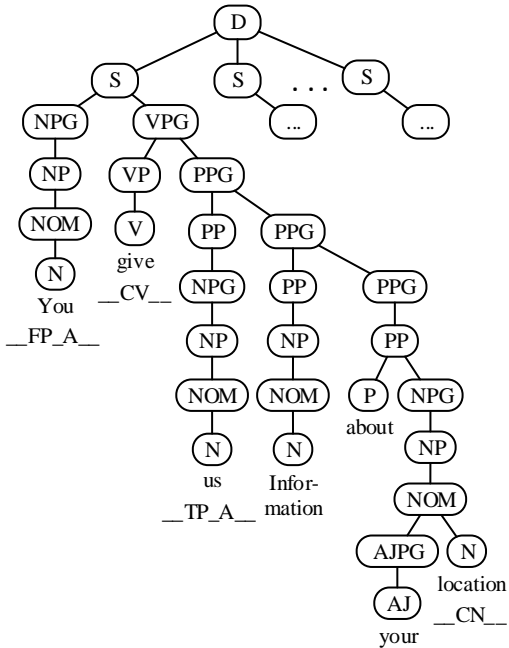 D
S S . . . S
NPG VPG ... ...
NP VP PPG
NOM V PP PPG
N give NPG PP PPG
You __CV__
__FP_A__ NP NP PP
NOM NOM P NPG
N N about NP
us Infor-
__TP_A__ mation NOM
AJPG N
location
AJ __CN__
your